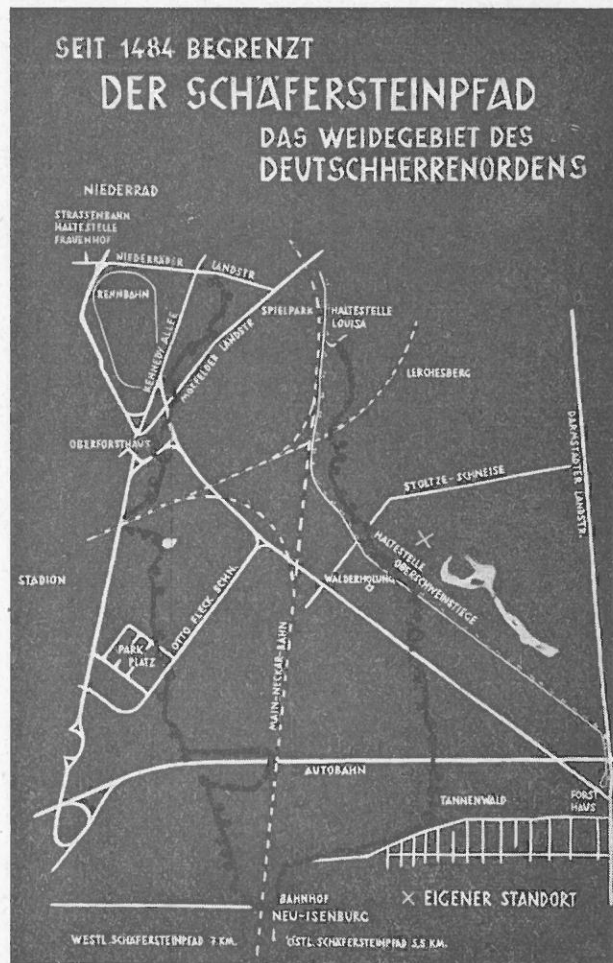 SEIT 1484 BEGRENZT
DER SCHÄFERSTEINPFAD
DAS WEIDEGEBIET DES
DEUTSCHHERRENORDENS
NIEDERRAD
STRASSENBAHN
HALTESTELLE
FRAUENHOF
NIEDERRÄDER LANDSTR
RENNBAHN
SPIELPARK
HALTESTELLE
LOUISA
KENNEDY ALLEE
MOEFELDER LANDSTR
LERCHESBERG
OBERFORSTHAUS
DARMSTÄDTER LANDSTR.
STOLTZE-SCHNEISE
HALTESTELLE
OBERSCHWEINSTIEGE
STADION
WALDERHOLUNG
OTTO FLECK SCHN.
PARK
PLATZ
MAIN-NECKAR-BAHN
AUTOBAHN
TANNENWALD
FORST
HAUS
BAHNHOF
NEU-ISENBURG
× EIGENER STANDORT
WESTL. SCHÄFERSTEINPFAD 7 KM.
ÖSTL. SCHÄFERSTEINPFAD 5,5 KM.